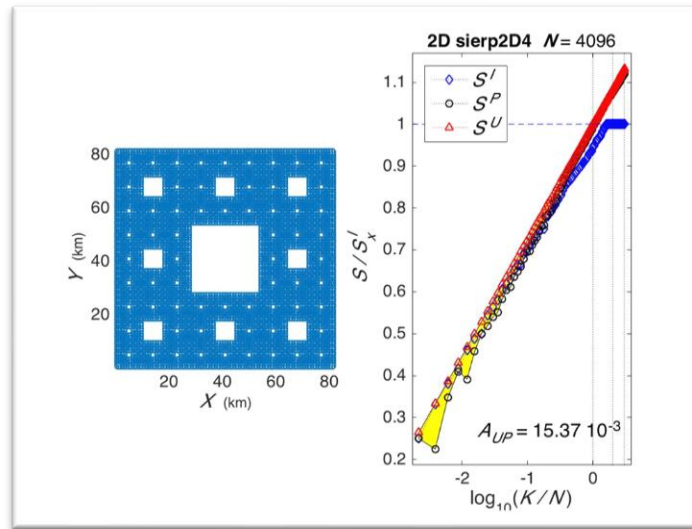 2D sierp2D4 N = 4096
S^I
S^P
S^U
1.1
1
0.9
0.8
0.7
0.6
0.5
0.4
0.3
0.2
S / S_x^I
A_UP = 15.37 10^-3
-2 -1 0
log_10(K/N)
80
60
40
20
Y (km)
20 40 60 80
X (km)